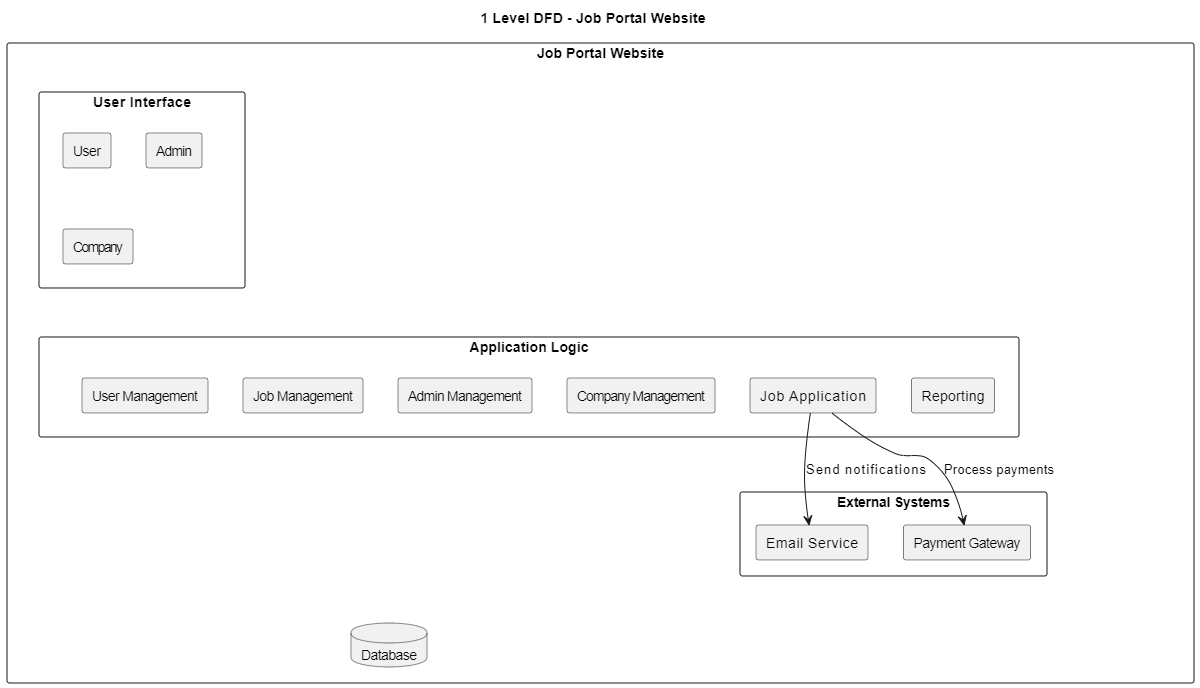 1 Level DFD - Job Portal Website
Job Portal Website
User Interface
User
Admin
Company
Application Logic
User Management
Job Management
Admin Management
Company Management
Job Application
Reporting
Send notifications
Process payments
External Systems
Email Service
Payment Gateway
Database